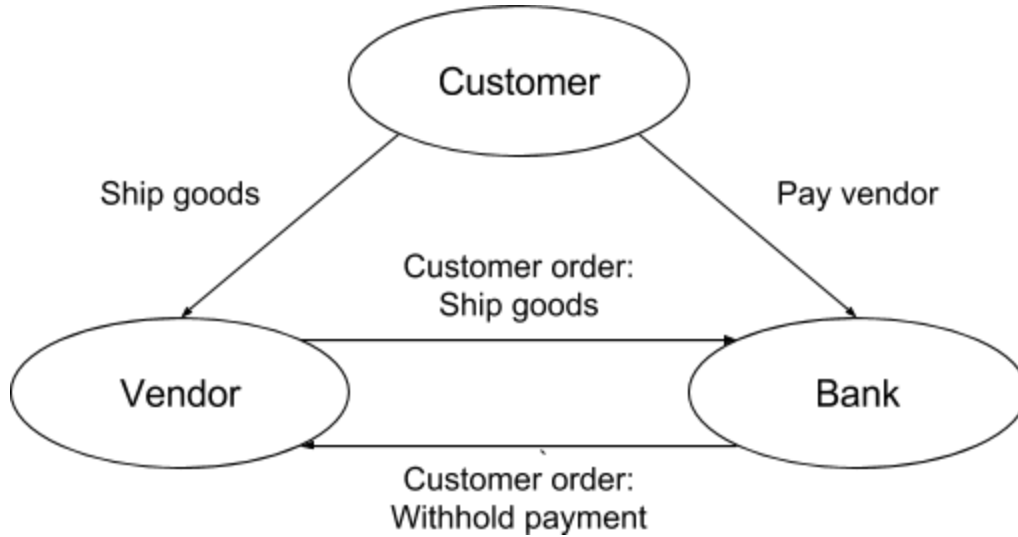 Customer
Ship goods
Pay vendor
Customer order:
Ship goods
Vendor
Bank
Customer order:
Withhold payment